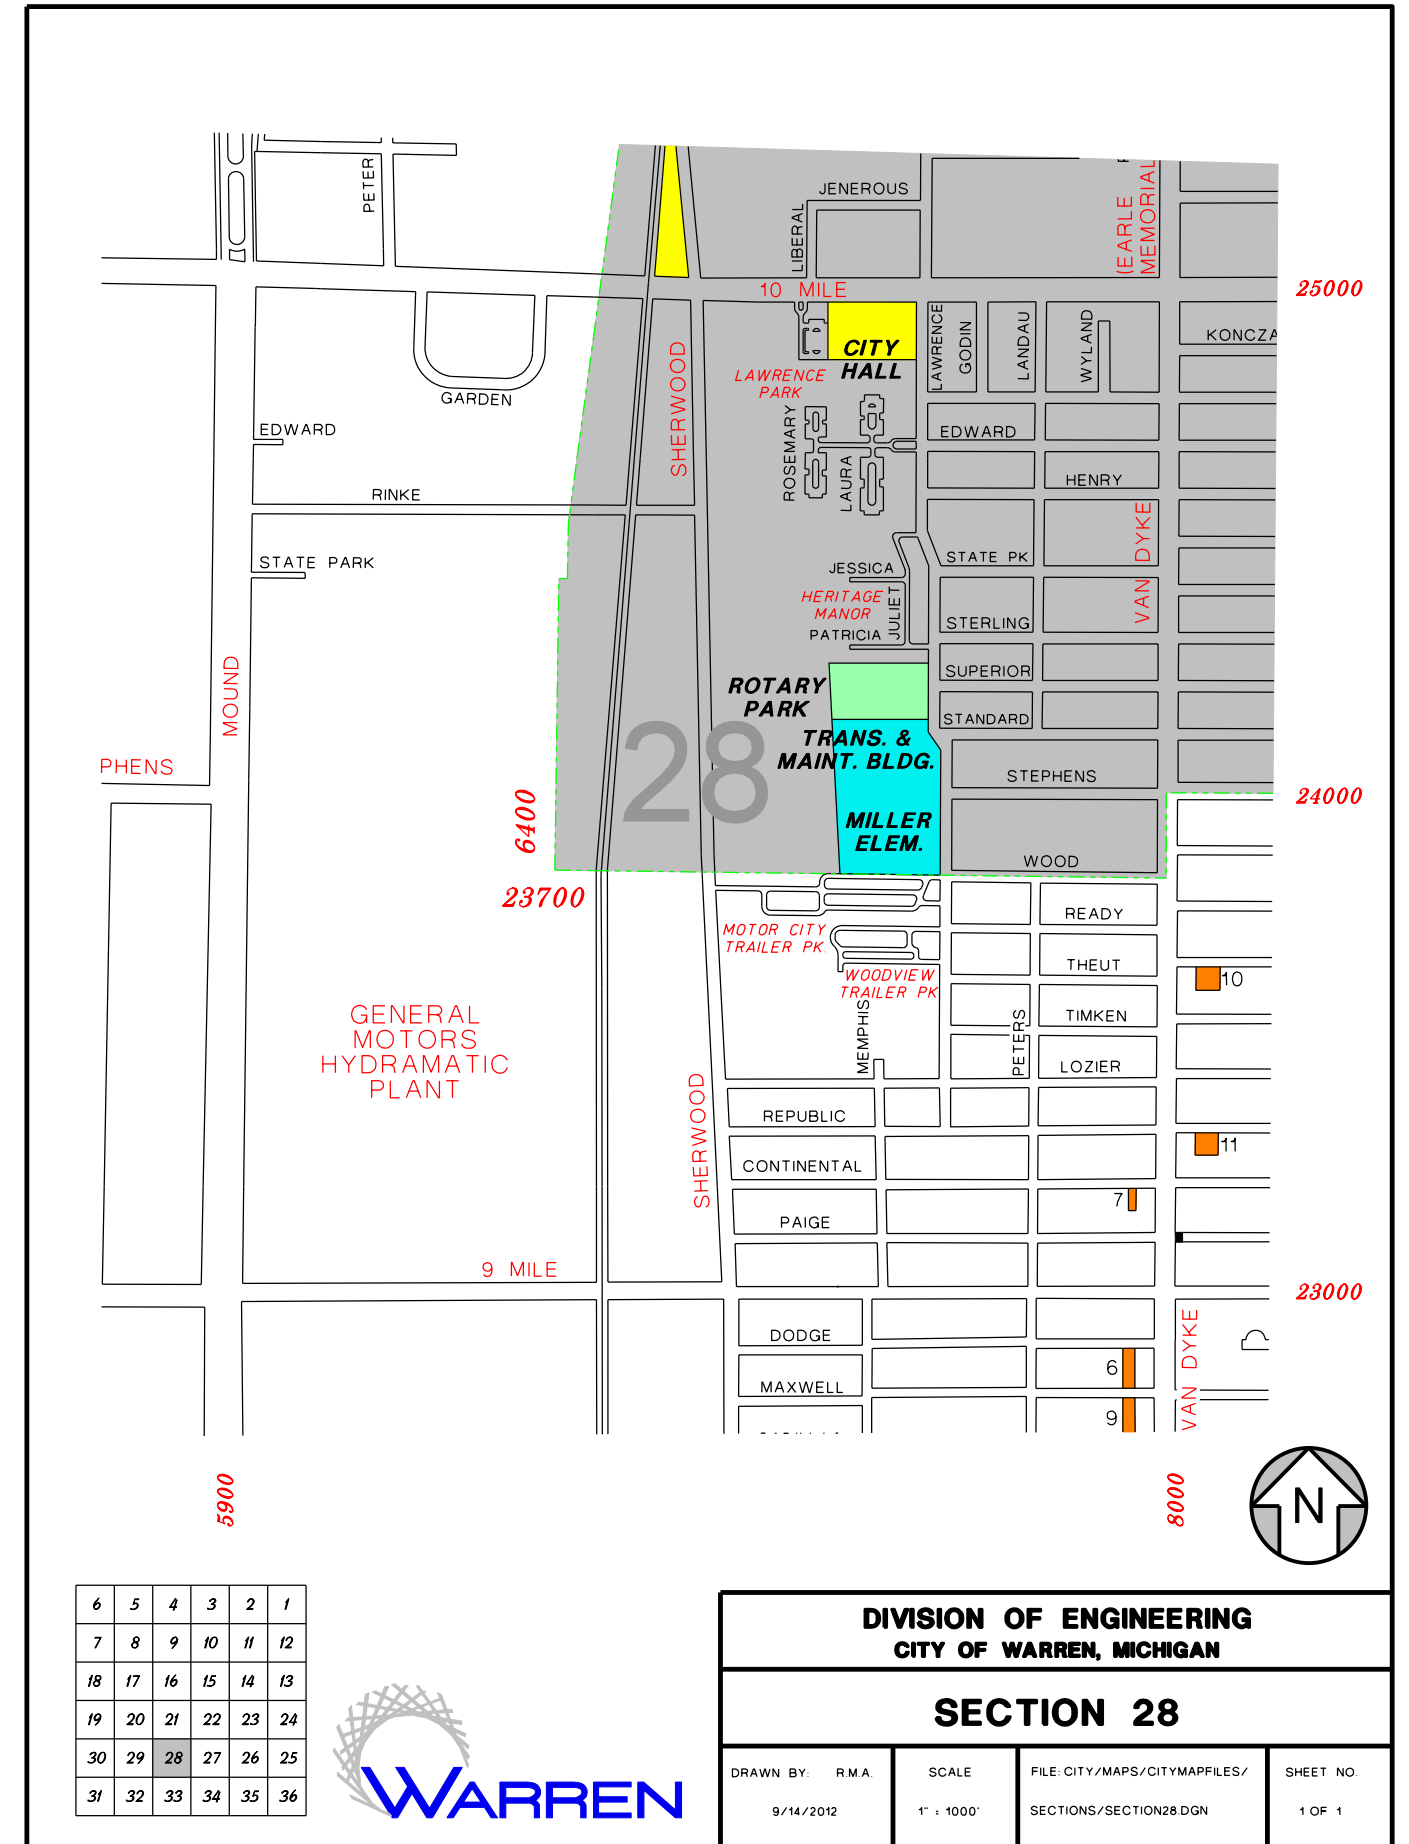 PETER
JENEROUS
LIBERAL
(EARLE
MEMORIAL
10 MILE
25000
CITY
HALL
LAWRENCE
GODIN
LANDAU
WYLAND
KONCZA
SHERWOOD
LAWRENCE
PARK
GARDEN
EDWARD
ROSEMARY
LAURA
EDWARD
HENRY
RINKE
VAN DYKE
STATE PARK
STATE PK
JESSICA
HERITAGE
MANOR
JULIET
PATRICIA
STERLING
MOUND
SUPERIOR
ROTARY
PARK
STANDARD
28
TRANS. &
MAINT. BLDG.
PHENS
STEPHENS
6400
24000
MILLER
ELEM.
WOOD
23700
READY
MOTOR CITY
TRAILER PK.
WOODVIEW
TRAILER PK
THEUT
10
GENERAL
MOTORS
HYDRAMATIC
PLANT
MEMPHIS
PETERS
TIMKEN
LOZIER
SHERWOOD
REPUBLIC
11
CONTINENTAL
7
PAIGE
9 MILE
23000
DODGE
VAN DYKE
6
MAXWELL
9
5900
8000
N
6 5 4 3 2 1
7 8 9 10 11 12
18 17 16 15 14 13
19 20 21 22 23 24
30 29 28 27 26 25
31 32 33 34 35 36
WARREN
DIVISION OF ENGINEERING
CITY OF WARREN, MICHIGAN
SECTION 28
DRAWN BY: R.M.A.
9/14/2012
SCALE
1" = 1000'
FILE: CITY/MAPS/CITYMAPFILES/
SECTIONS/SECTION28.DGN
SHEET NO.
1 OF 1